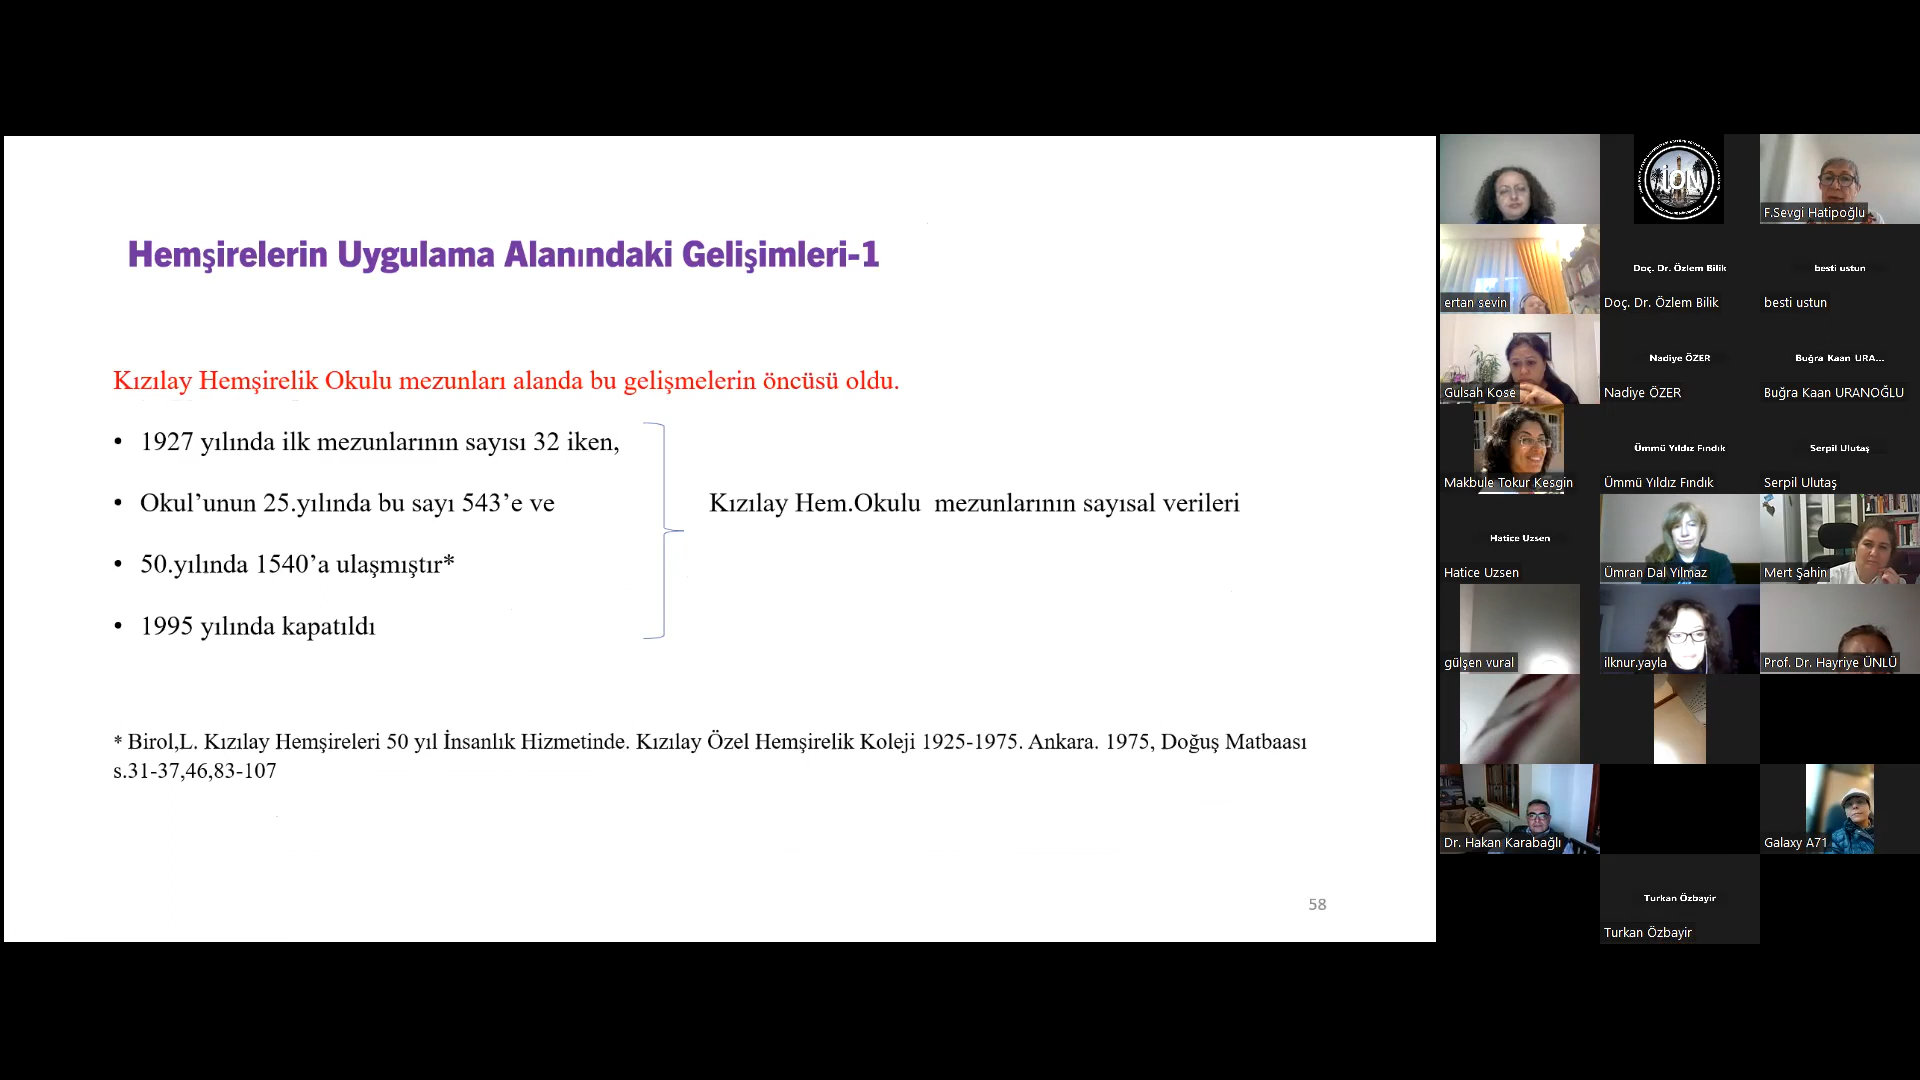 Hemşirelerin Uygulama Alanındaki Gelişimleri-1
Kızılay Hemşirelik Okulu mezunları alanda bu gelişmelerin öncüsü oldu.
• 1927 yılında ilk mezunlarının sayısı 32 iken,
• Okul’unun 25.yılında bu sayı 543’e ve
• 50.yılında 1540’a ulaşmıştır*
• 1995 yılında kapatıldı
Kızılay Hem.Okulu mezunlarının sayısal verileri
* Birol,L. Kızılay Hemşireleri 50 yıl İnsanlık Hizmetinde. Kızılay Özel Hemşirelik Koleji 1925-1975. Ankara. 1975, Doğuş Matbaası
s.31-37,46,83-107
58
İÖN
F.Sevgi Hatipoğlu
ertan sevin
Doç. Dr. Özlem Bilik
Doç. Dr. Özlem Bilik
besti ustun
besti ustun
Gulsah Kose
Nadiye ÖZER
Nadiye ÖZER
Buğra Kaan URA...
Buğra Kaan URANOĞLU
Makbule Tokur Kesgin
Ümmü Yıldız Fındık
Ümmü Yıldız Fındık
Serpil Ulutaş
Serpil Ulutaş
Hatice Uzsen
Hatice Uzsen
Ümran Dal Yılmaz
Mert Şahin
gülşen vural
ilknur.yayla
Prof. Dr. Hayriye ÜNLÜ
Dr. Hakan Karabağlı
Galaxy A71
Turkan Özbayir
Turkan Özbayir